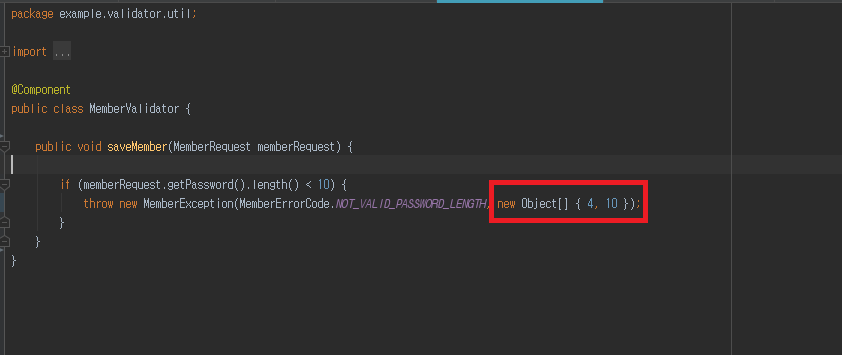 package example.validator.util;
import ...
@Component
public class MemberValidator {
public void saveMember(MemberRequest memberRequest) {
if (memberRequest.getPassword().length() < 10) {
throw new MemberException(MemberErrorCode.NOT_VALID_PASSWORD_LENGTH, new Object[] { 4, 10 });
}
}
}